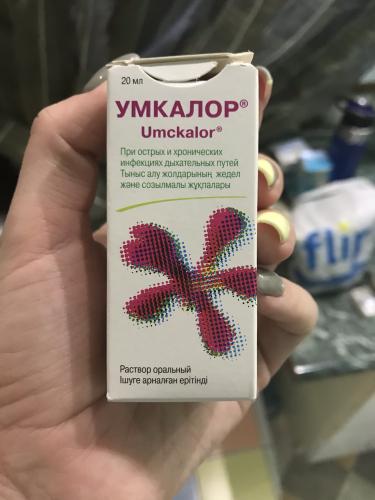 20 мл
УМКАЛОР®
Umckalor®
При острых и хронических
инфекциях дыхательных путей
Тыныс алу жолдарының жедел
және созылмалы жұқпалары
Раствор оральный
Ішуге арналған ерітінді